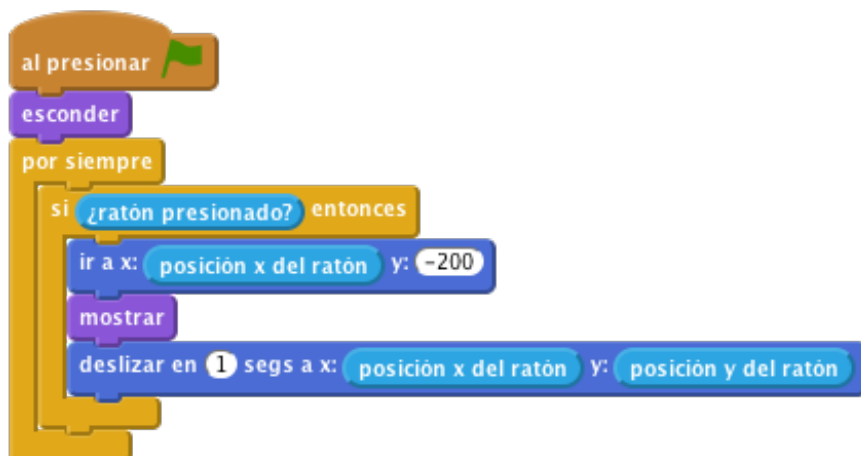 al presionar
esconder
por siempre
si ¿ratón presionado? entonces
ir a x: posición x del ratón y: -200
mostrar
deslizar en 1 segs a x: posición x del ratón y: posición y del ratón